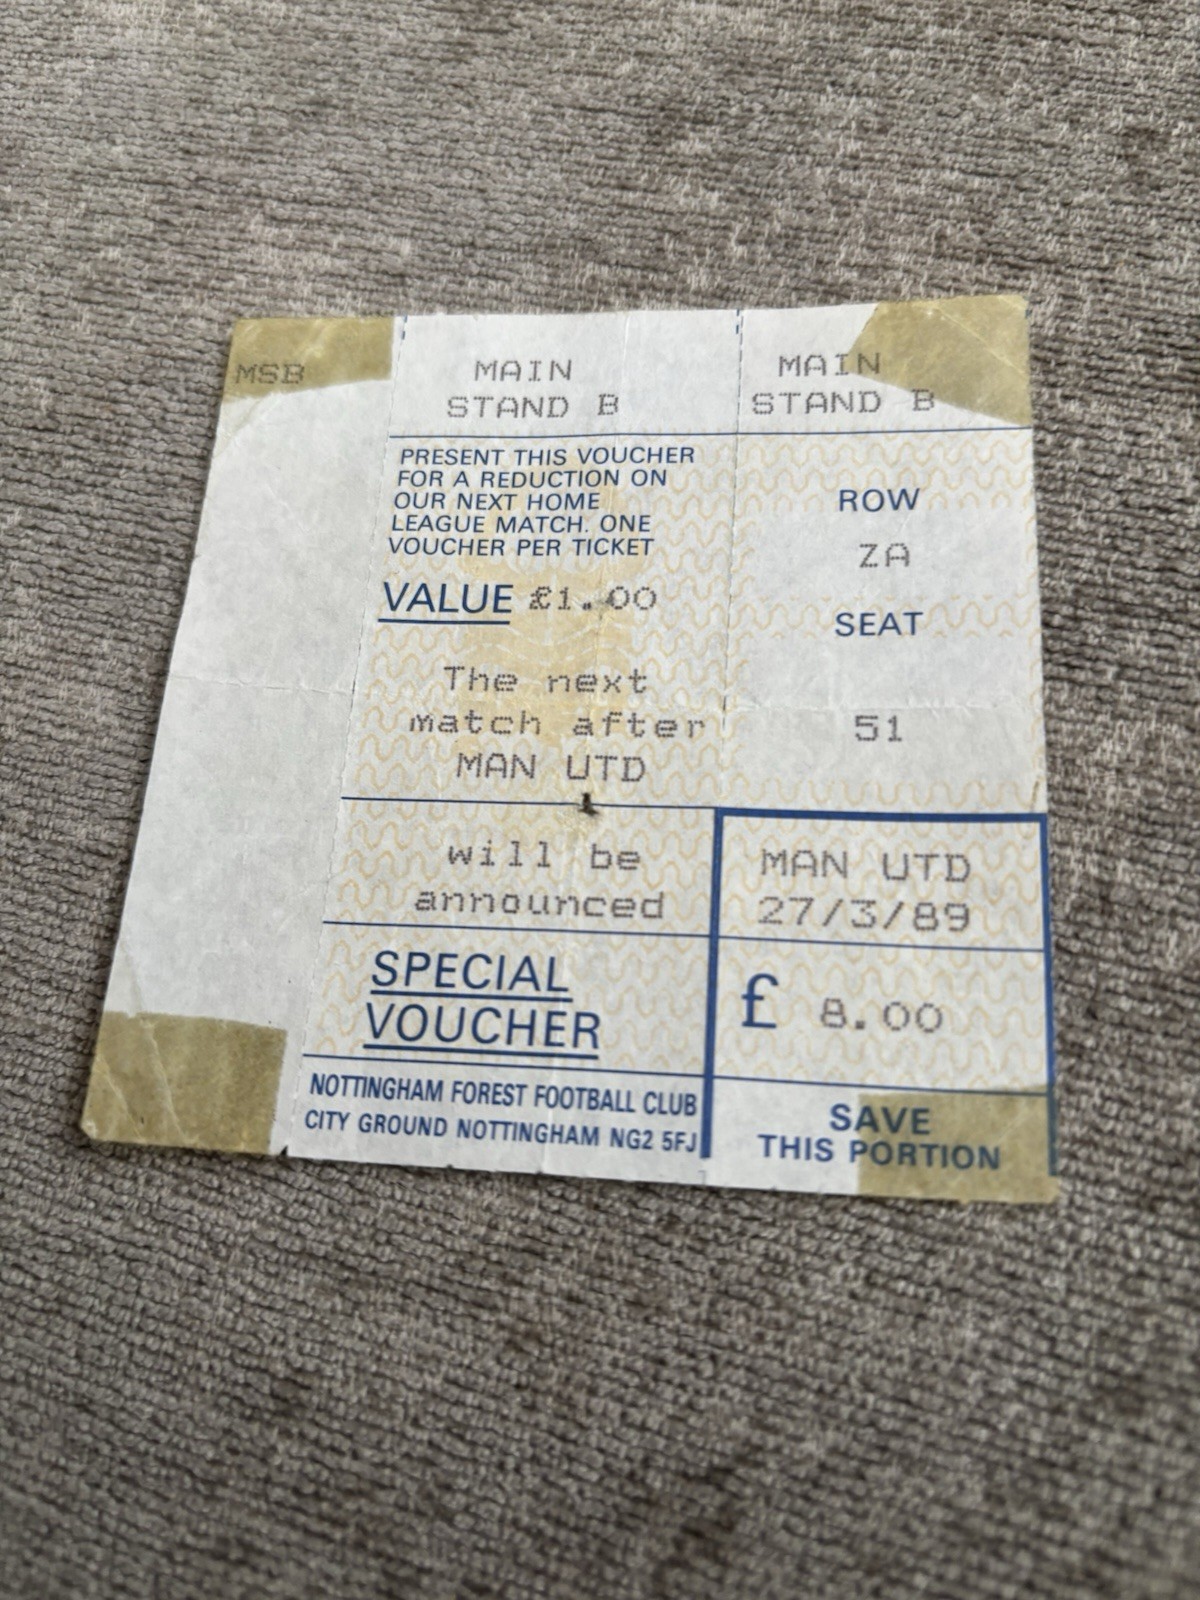 MSB
MAIN
STAND B
PRESENT THIS VOUCHER
FOR A REDUCTION ON
OUR NEXT HOME
LEAGUE MATCH. ONE
VOUCHER PER TICKET
VALUE £1.00
The next
match after
MAN UTD
will be
announced
SPECIAL
VOUCHER
NOTTINGHAM FOREST FOOTBALL CLUB
CITY GROUND NOTTINGHAM NG2 5FJ
MAIN
STAND B
ROW
ZA
SEAT
51
MAN UTD
27/3/89
£ 8.00
SAVE
THIS PORTION